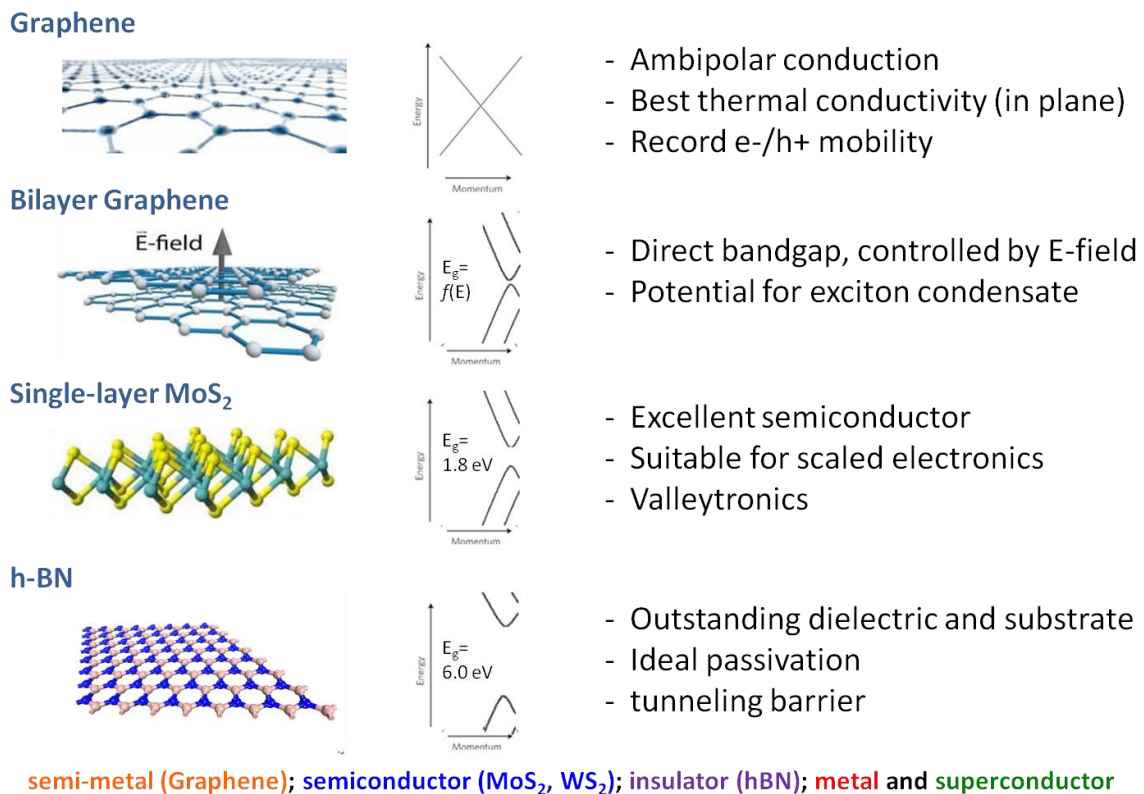 Graphene
Energy
Momentum
- Ambipolar conduction
- Best thermal conductivity (in plane)
- Record e-/h+ mobility
Bilayer Graphene
E-field
Energy
E_g=
f(E)
Momentum
- Direct bandgap, controlled by E-field
- Potential for exciton condensate
Single-layer MoS₂
Energy
E_g=
1.8 eV
Momentum
- Excellent semiconductor
- Suitable for scaled electronics
- Valleytronics
h-BN
Energy
E_g=
6.0 eV
Momentum
- Outstanding dielectric and substrate
- Ideal passivation
- tunneling barrier
semi-metal (Graphene); semiconductor (MoS₂, WS₂); insulator (hBN); metal and superconductor